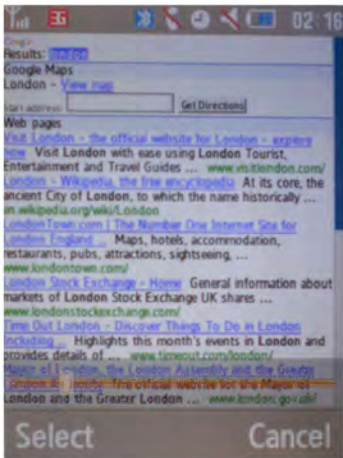 3G 02:16
Google
Results: london
Google Maps
London - View map
Start address: Get Directions
Web pages
Visit London - the official website for London - explore
now Visit London with ease using London Tourist,
Entertainment and Travel Guides ... www.visitlondon.com/
London - Wikipedia, the free encyclopedia At its core, the
ancient City of London, to which the name historically ...
en.wikipedia.org/wiki/London
LondonTown.com | The Number One Internet Site for
London England ... Maps, hotels, accommodation,
restaurants, pubs, attractions, sightseeing, ...
www.londontown.com/
London Stock Exchange - Home General information about
markets of London Stock Exchange UK shares ...
www.londonstockexchange.com/
Time Out London - Discover Things To Do in London
Including ... Highlights this month's events in London and
provides details of ... www.timeout.com/london/
Mayor of London, the London Assembly and the Greater
London Authority The official website for the Mayor of
London and the Greater London ... www.london.gov.uk/
Select Cancel